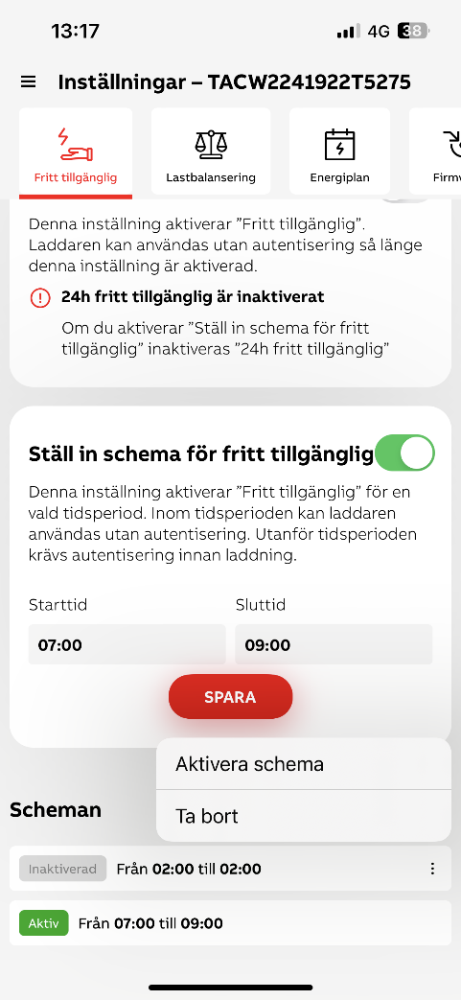 13:17
4G
38
Inställningar – TACW2241922T5275
Fritt tillgänglig
Lastbalansering
Energiplan
Firmv
Denna inställning aktiverar ”Fritt tillgänglig”.
Laddaren kan användas utan autentisering så länge
denna inställning är aktiverad.
24h fritt tillgänglig är inaktiverat
Om du aktiverar ”Ställ in schema för fritt
tillgänglig” inaktiveras ”24h fritt tillgänglig”
Ställ in schema för fritt tillgänglig
Denna inställning aktiverar ”Fritt tillgänglig” för en
vald tidsperiod. Inom tidsperioden kan laddaren
användas utan autentisering. Utanför tidsperioden
krävs autentisering innan laddning.
Starttid
Sluttid
07:00
09:00
SPARA
Aktivera schema
Ta bort
Scheman
Inaktiverad
Från 02:00 till 02:00
Aktiv
Från 07:00 till 09:00